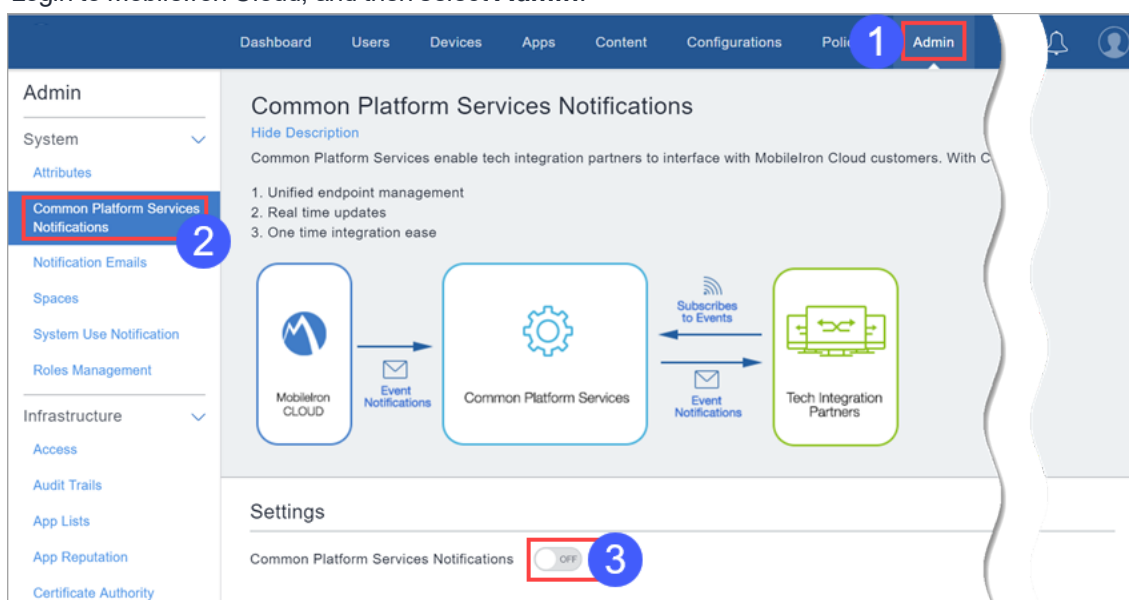 Login to MobileIron Cloud, and then select Admin.
Dashboard Users Devices Apps Content Configurations 1 Admin
Admin
System
Attributes
Common Platform Services
Notifications
2
Notification Emails
Spaces
System Use Notification
Roles Management
Infrastructure
Access
Audit Trails
App Lists
App Reputation
Certificate Authority
Common Platform Services Notifications
Hide Description
Common Platform Services enable tech integration partners to interface with MobileIron Cloud customers. With C
1. Unified endpoint management
2. Real time updates
3. One time integration ease
MobileIron
CLOUD
Event
Notifications
Common Platform Services
Subscribes
to Events
Event
Notifications
Tech Integration
Partners
Settings
Common Platform Services Notifications OFF 3